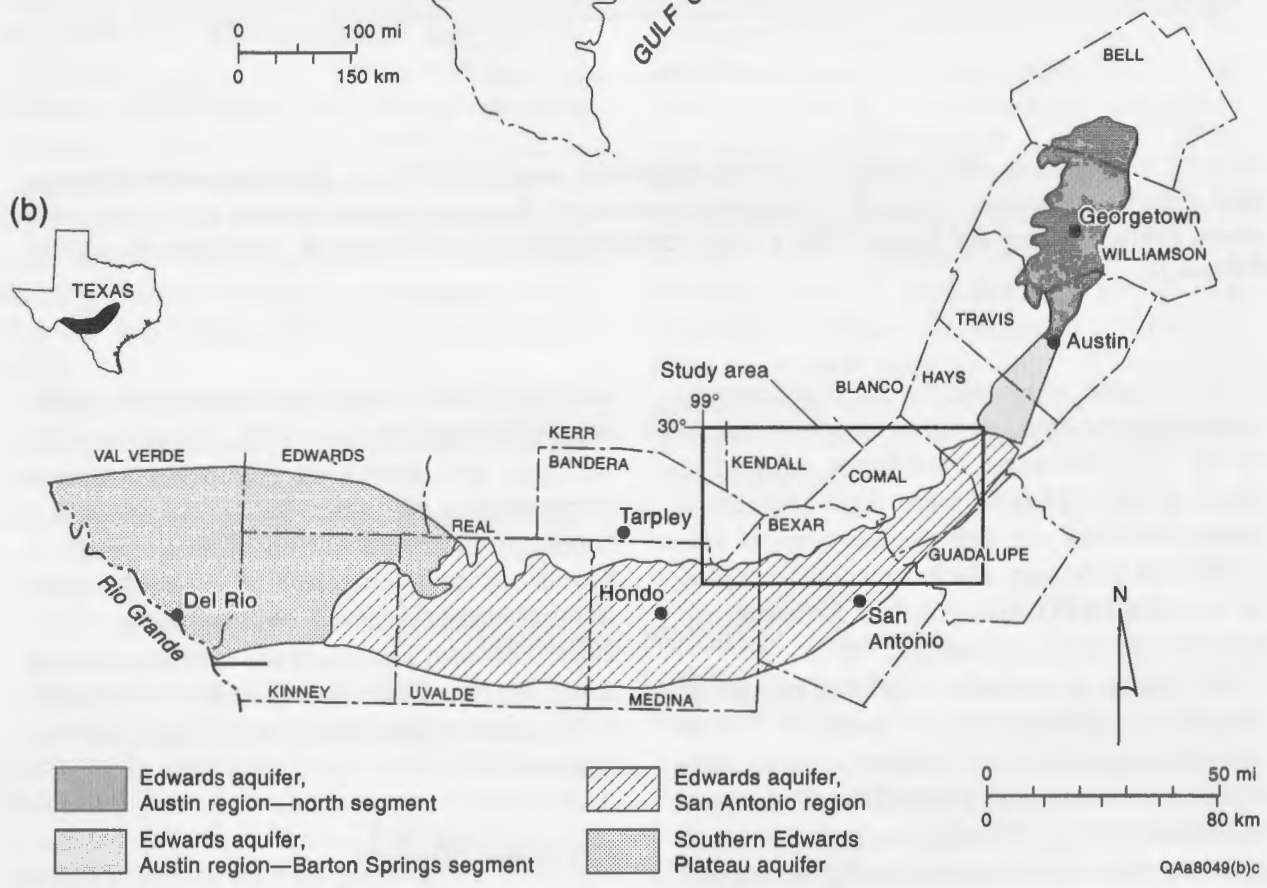 0 100 mi
0 150 km
GULF
(b)
TEXAS
BELL
Georgetown
WILLIAMSON
TRAVIS
Austin
Study area
BLANCO
HAYS
99°
30°
KERR
VAL VERDE
EDWARDS
BANDERA
KENDALL
COMAL
REAL
Tarpley
BEXAR
GUADALUPE
Rio Grande
Del Rio
Hondo
San
Antonio
N
KINNEY
UVALDE
MEDINA
Edwards aquifer,
Austin region—north segment
Edwards aquifer,
San Antonio region
Edwards aquifer,
Austin region—Barton Springs segment
Southern Edwards
Plateau aquifer
0 50 mi
0 80 km
QAa8049(b)c